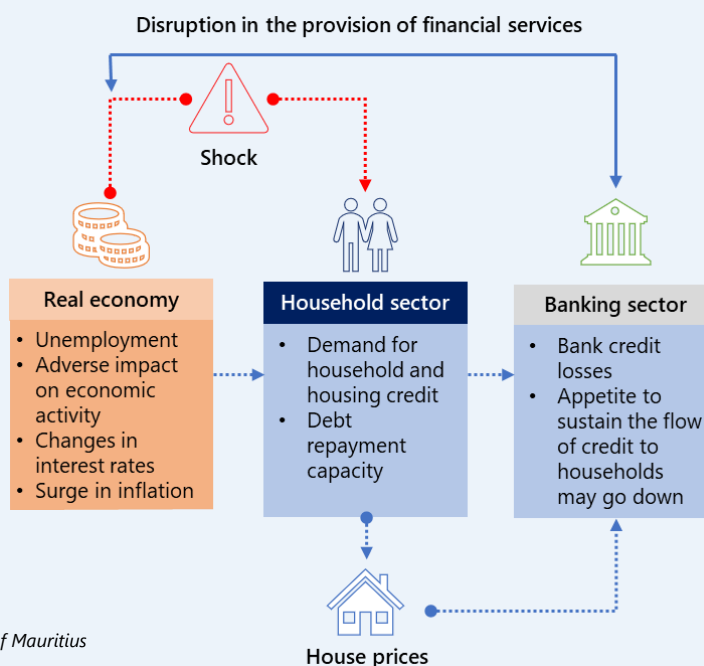 Disruption in the provision of financial services
Shock
Real economy
• Unemployment
• Adverse impact
on economic
activity
• Changes in
interest rates
• Surge in inflation
Household sector
• Demand for
household and
housing credit
• Debt
repayment
capacity
Banking sector
• Bank credit
losses
• Appetite to
sustain the flow
of credit to
households
may go down
House prices
f Mauritius